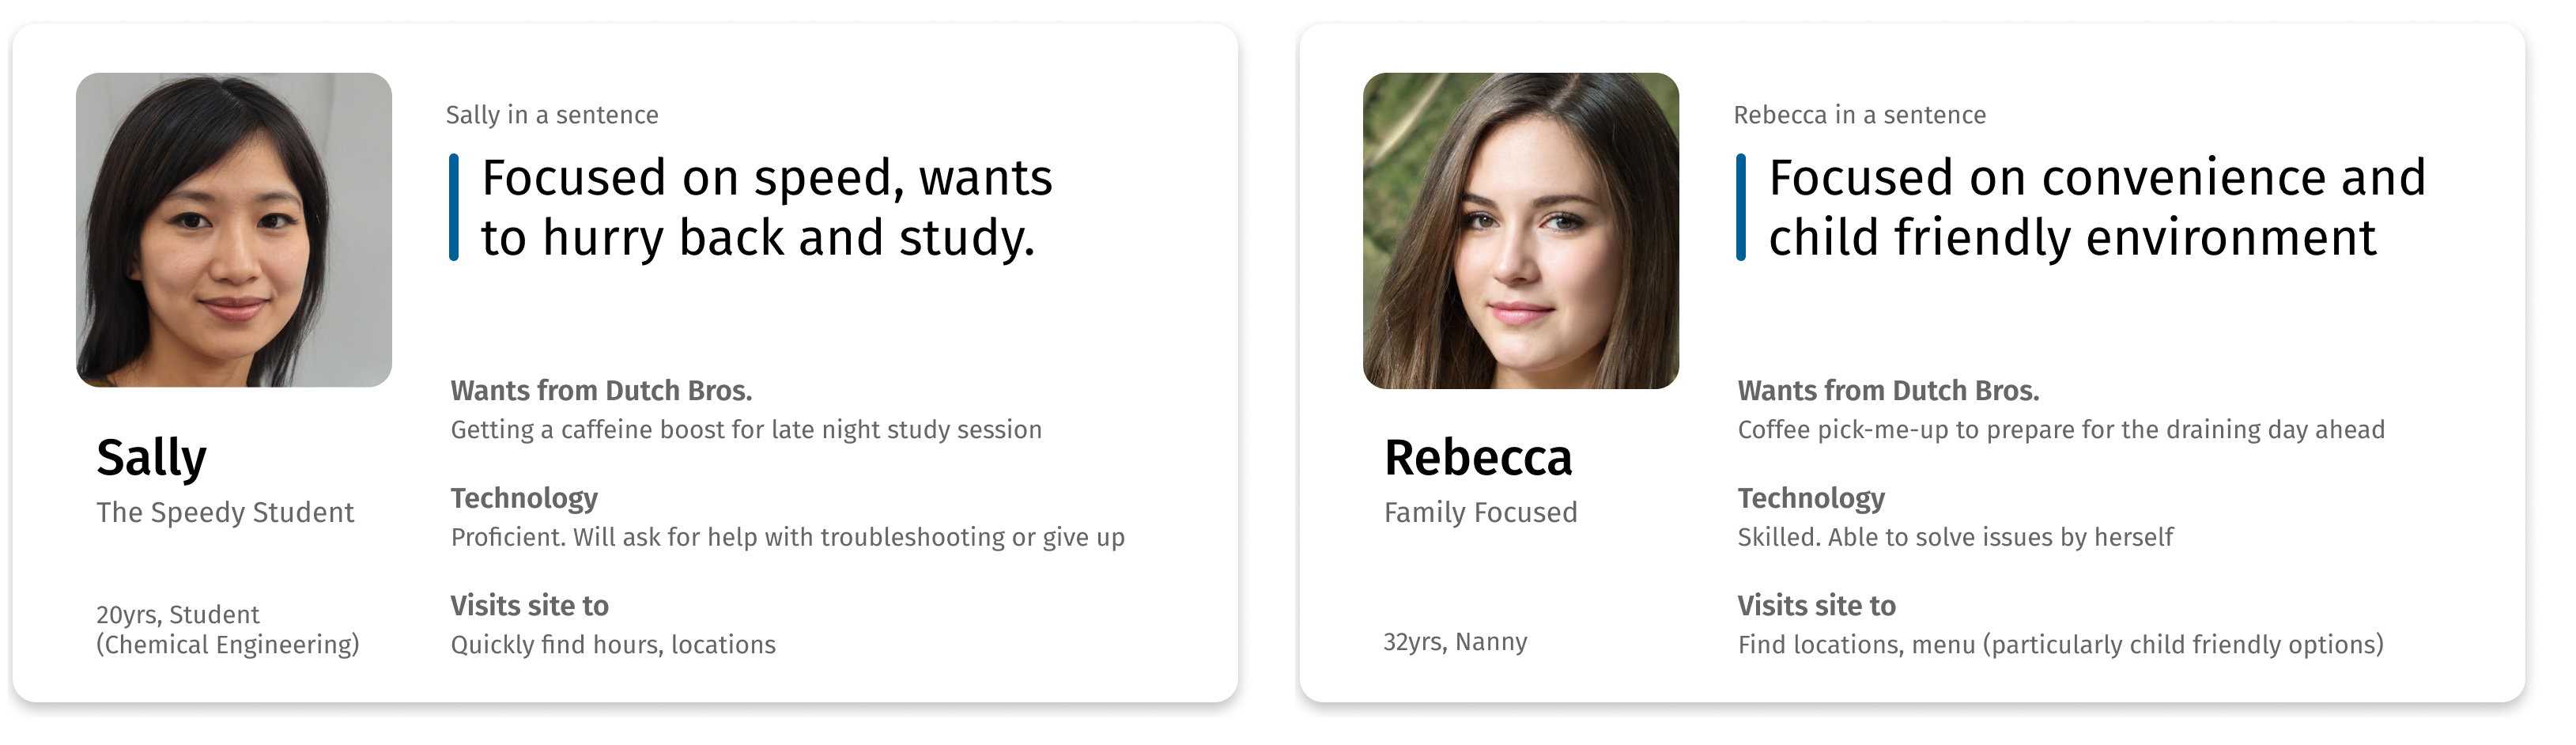 Sally in a sentence
Focused on speed, wants
to hurry back and study.
Wants from Dutch Bros.
Getting a caffeine boost for late night study session
Sally
The Speedy Student
Technology
Proficient. Will ask for help with troubleshooting or give up
20yrs, Student
(Chemical Engineering)
Visits site to
Quickly find hours, locations
Rebecca in a sentence
Focused on convenience and
child friendly environment
Wants from Dutch Bros.
Coffee pick-me-up to prepare for the draining day ahead
Rebecca
Family Focused
Technology
Skilled. Able to solve issues by herself
32yrs, Nanny
Visits site to
Find locations, menu (particularly child friendly options)